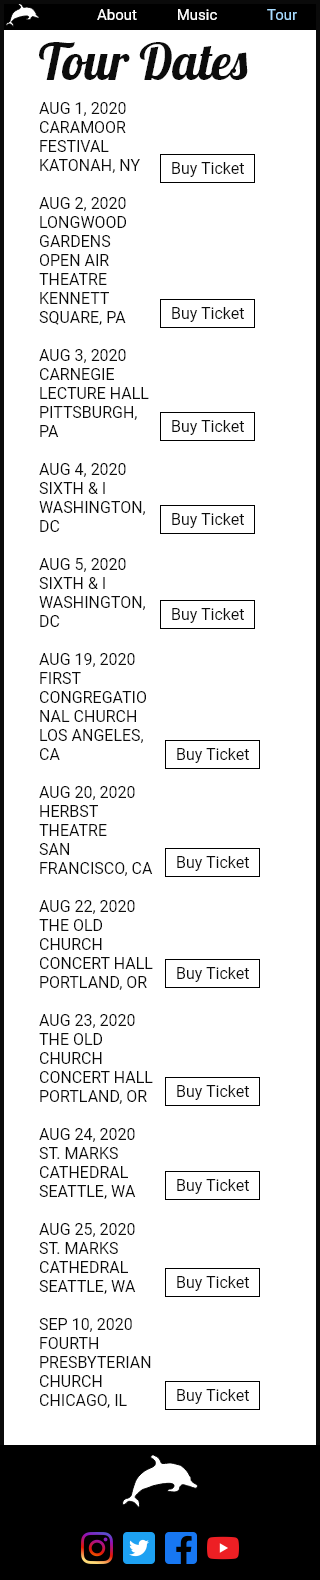 About Music Tour
Tour Dates
AUG 1, 2020
CARAMOOR
FESTIVAL
KATONAH, NY
Buy Ticket
AUG 2, 2020
LONGWOOD
GARDENS
OPEN AIR
THEATRE
KENNETT
SQUARE, PA
Buy Ticket
AUG 3, 2020
CARNEGIE
LECTURE HALL
PITTSBURGH,
PA
Buy Ticket
AUG 4, 2020
SIXTH & I
WASHINGTON,
DC
Buy Ticket
AUG 5, 2020
SIXTH & I
WASHINGTON,
DC
Buy Ticket
AUG 19, 2020
FIRST
CONGREGATIO
NAL CHURCH
LOS ANGELES,
CA
Buy Ticket
AUG 20, 2020
HERBST
THEATRE
SAN
FRANCISCO, CA
Buy Ticket
AUG 22, 2020
THE OLD
CHURCH
CONCERT HALL
PORTLAND, OR
Buy Ticket
AUG 23, 2020
THE OLD
CHURCH
CONCERT HALL
PORTLAND, OR
Buy Ticket
AUG 24, 2020
ST. MARKS
CATHEDRAL
SEATTLE, WA
Buy Ticket
AUG 25, 2020
ST. MARKS
CATHEDRAL
SEATTLE, WA
Buy Ticket
SEP 10, 2020
FOURTH
PRESBYTERIAN
CHURCH
CHICAGO, IL
Buy Ticket